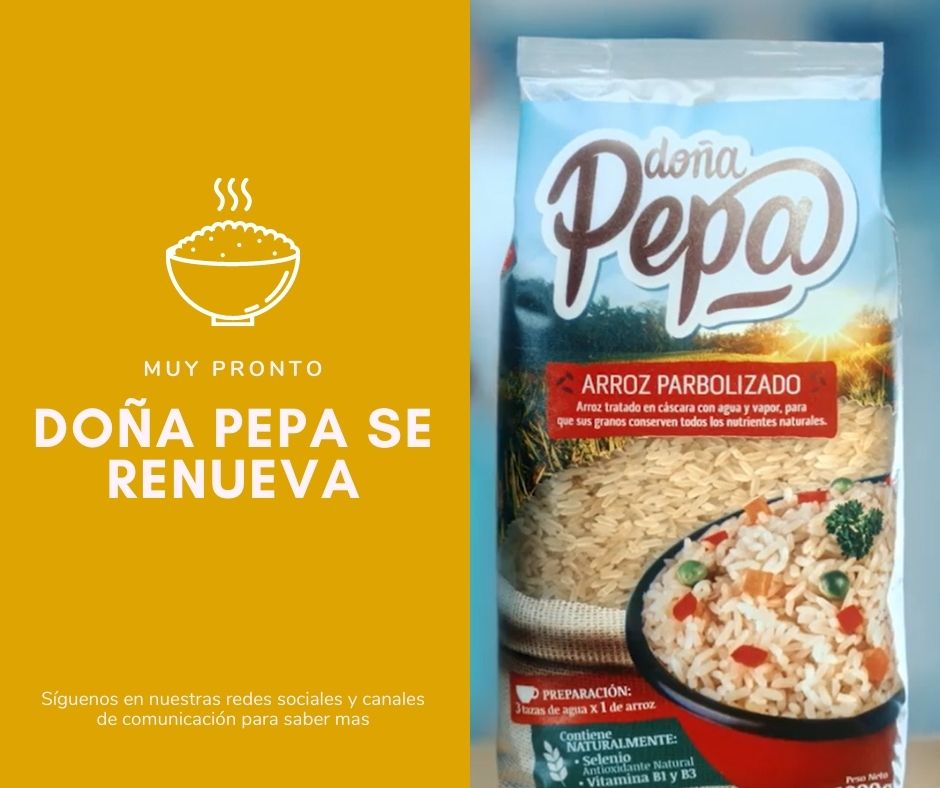 MUY PRONTO
DOÑA PEPA SE
RENUEVA
Síguenos en nuestras redes sociales y canales
de comunicación para saber mas
doña
Pepa
ARROZ PARBOLIZADO
Arroz tratado en cáscara con agua y vapor, para
que sus granos conserven todos los nutrientes naturales.
PREPARACIÓN:
3 tazas de agua x 1 de arroz
Contiene
NATURALMENTE:
• Selenio
Antioxidante Natural
• Vitamina B1 y B3
Peso Neto